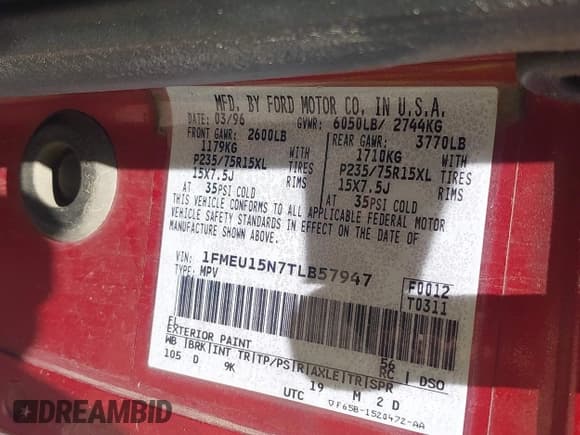 MFD. BY FORD MOTOR CO. IN U.S.A.
DATE: 03/96 GVWR: 6050LB/ 2744KG
FRONT GAWR: 2600LB REAR GAWR: 3770LB
1179KG WITH 1710KG WITH
P235/75R15XL TIRES P235/75R15XL TIRES
15X7.5J RIMS 15X7.5J RIMS
AT 35PSI COLD AT 35PSI COLD
THIS VEHICLE CONFORMS TO ALL APPLICABLE FEDERAL MOTOR
VEHICLE SAFETY STANDARDS IN EFFECT ON THE DATE OF
MANUFACTURE SHOWN ABOVE.
VIN: 1FMEU15N7TLB57947
TYPE: MPV
F0012
T0311
FL 56
EXTERIOR PAINT RC DSO
WB BRK INT TR TP/PS R AXLE TR SPR
105 D 9K 19 M 2 D
UTC ▽F65B-1520472-AA
DREAMBID